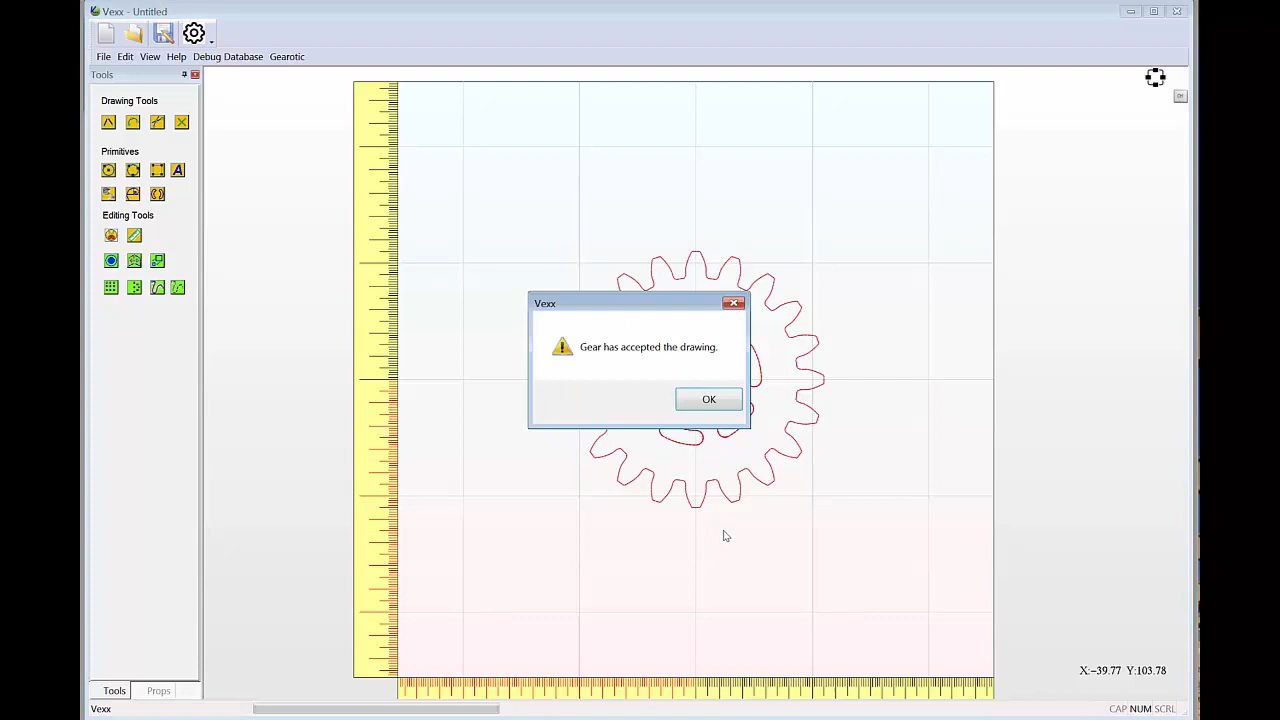 Vexx - Untitled
File Edit View Help Debug Database Gearotic
Tools
Drawing Tools
Primitives
A
Editing Tools
Vexx
Gear has accepted the drawing.
OK
X:-39.77 Y:103.78
Tools Props
Vexx
CAP NUM SCRL